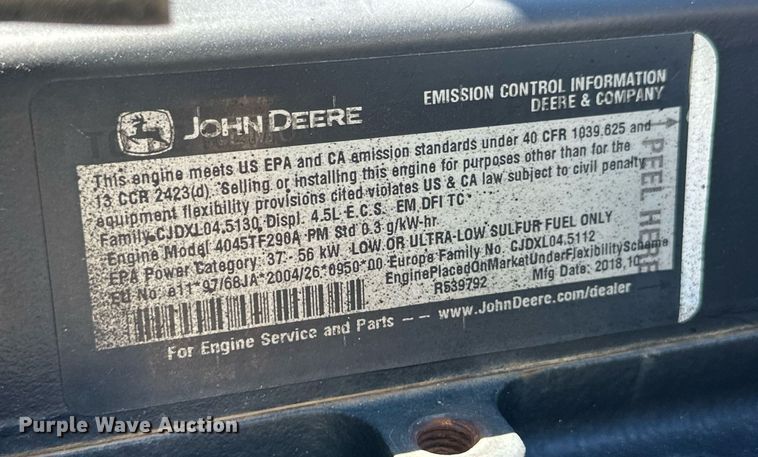 JOHN DEERE
EMISSION CONTROL INFORMATION
DEERE & COMPANY
This engine meets US EPA and CA emission standards under 40 CFR 1039.625 and
13 CCR 2423(d). Selling or installing this engine for purposes other than for the
equipment flexibility provisions cited violates US & CA law subject to civil penalty
Family CJDXL04.5130 Displ. 4.5L E.C.S. EM DFI TC
Engine Model 4045TF290A PM Std 0.3 g/kW-hr.
EPA Power Category: 37 - 56 kW LOW OR ULTRA-LOW SULFUR FUEL ONLY
EU No e11*97/68JA*2004/26*0950*00 Europe Family No. CJDXL04.5112
EnginePlacedOnMarketUnderFlexibilityScheme
R539792 Mfg Date: 2018.10
For Engine Service and Parts -- www.JohnDeere.com/dealer
PEEL HERE
Purple Wave Auction